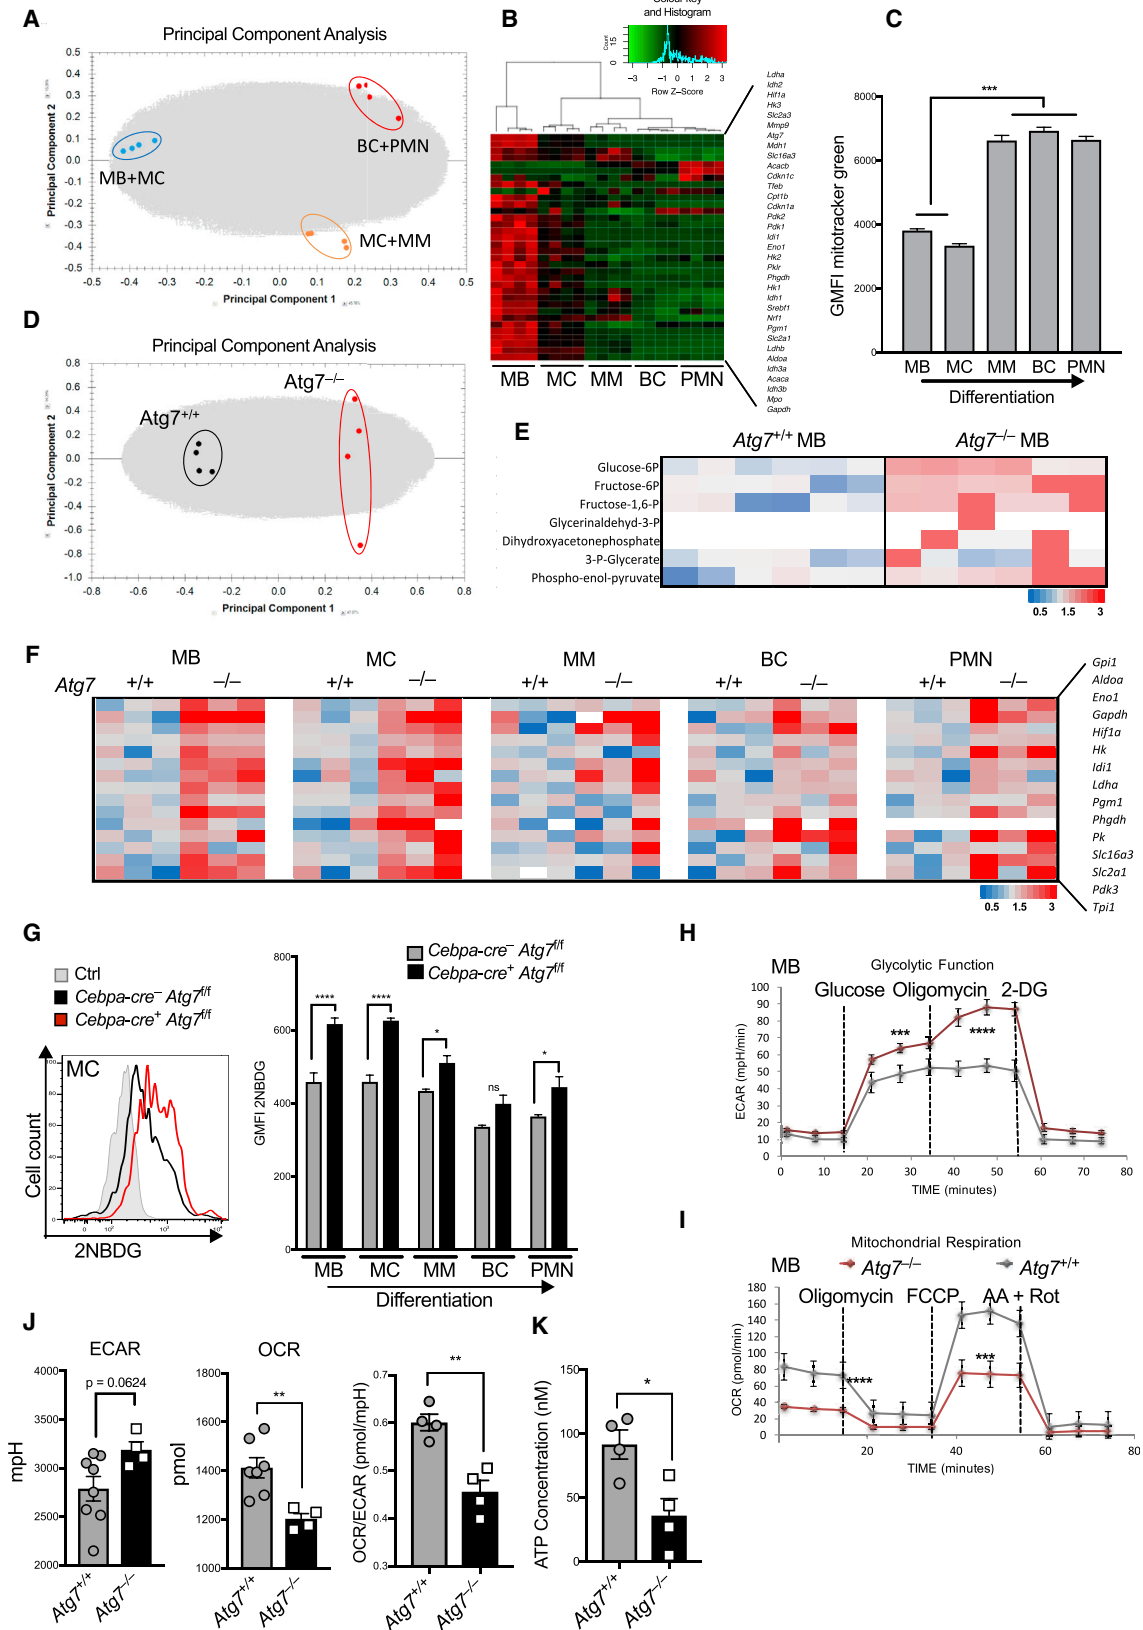 A
Principal Component Analysis
Principal Component 2
0.5
0.4
0.3
0.2
0.1
0.0
-0.1
-0.2
-0.3
-0.4
-0.5
BC+PMN
MB+MC
MC+MM
-0.5 -0.4 -0.3 -0.2 -0.1 0.0 0.1 0.2 0.3 0.4 0.5
Principal Component 1
B
and Histogram
Count
15
0
−3 −1 0 1 2 3
Row Z−Score
Ldha
Idh2
Hif1a
Hk3
Slc2a3
Mmp9
Atg7
Mdh1
Slc16a3
Acacb
Cdkn1c
Tfeb
Cpt1b
Cdkn1a
Pdk2
Pdk1
Idi1
Eno1
Hk2
Pklr
Phgdh
Hk1
Idh1
Srebf1
Nrf1
Pgm1
Slc2a1
Ldhb
Aldoa
Idh3a
Acaca
Idh3b
Mpo
Gapdh
MB MC MM BC PMN
C
GMFI mitotracker green
8000
6000
4000
2000
0
***
MB MC MM BC PMN
Differentiation
D
Principal Component Analysis
Principal Component 2
0.8
0.6
0.4
0.2
0.0
-0.2
-0.4
-0.6
-0.8
-1.0
Atg7–/–
Atg7+/+
-0.8 -0.6 -0.4 -0.2 0.0 0.2 0.4 0.6 0.8
Principal Component 1
E
Atg7+/+ MB Atg7–/– MB
Glucose-6P
Fructose-6P
Fructose-1,6-P
Glycerinaldehyd-3-P
Dihydroxyacetonephosphate
3-P-Glycerate
Phospho-enol-pyruvate
0.5 1.5 3
F
MB MC MM BC PMN
Atg7 +/+ –/– +/+ –/– +/+ –/– +/+ –/– +/+ –/–
Gpi1
Aldoa
Eno1
Gapdh
Hif1a
Hk
Idi1
Ldha
Pgm1
Phgdh
Pk
Slc16a3
Slc2a1
Pdk3
Tpi1
0.5 1.5 3
G
Ctrl
Cebpa-cre– Atg7f/f
Cebpa-cre+ Atg7f/f
MC
Cell count
2NBDG
Cebpa-cre– Atg7f/f
Cebpa-cre+ Atg7f/f
GMFI 2NBDG
800
600
400
200
0
**** **** * ns *
MB MC MM BC PMN
Differentiation
H
MB
Glycolytic Function
Glucose Oligomycin 2-DG
ECAR (mpH/min)
100
90
80
70
60
50
40
30
20
10
0
*** ****
0 10 20 30 40 50 60 70 80
TIME (minutes)
I
Mitochondrial Respiration
MB Atg7–/– Atg7+/+
Oligomycin FCCP AA + Rot
OCR (pmol/min)
180
160
140
120
100
80
60
40
20
0
**** ***
20 40 60 80
TIME (minutes)
J
ECAR
mpH
4000
3500
3000
2500
2000
p = 0.0624
Atg7+/+ Atg7–/–
OCR
pmol
1800
1600
1400
1200
1000
**
Atg7+/+ Atg7–/–
OCR/ECAR (pmol/mpH)
0.7
0.6
0.5
0.4
0.3
**
Atg7+/+ Atg7–/–
K
ATP Concentration (nM)
150
100
50
0
*
Atg7+/+ Atg7–/–